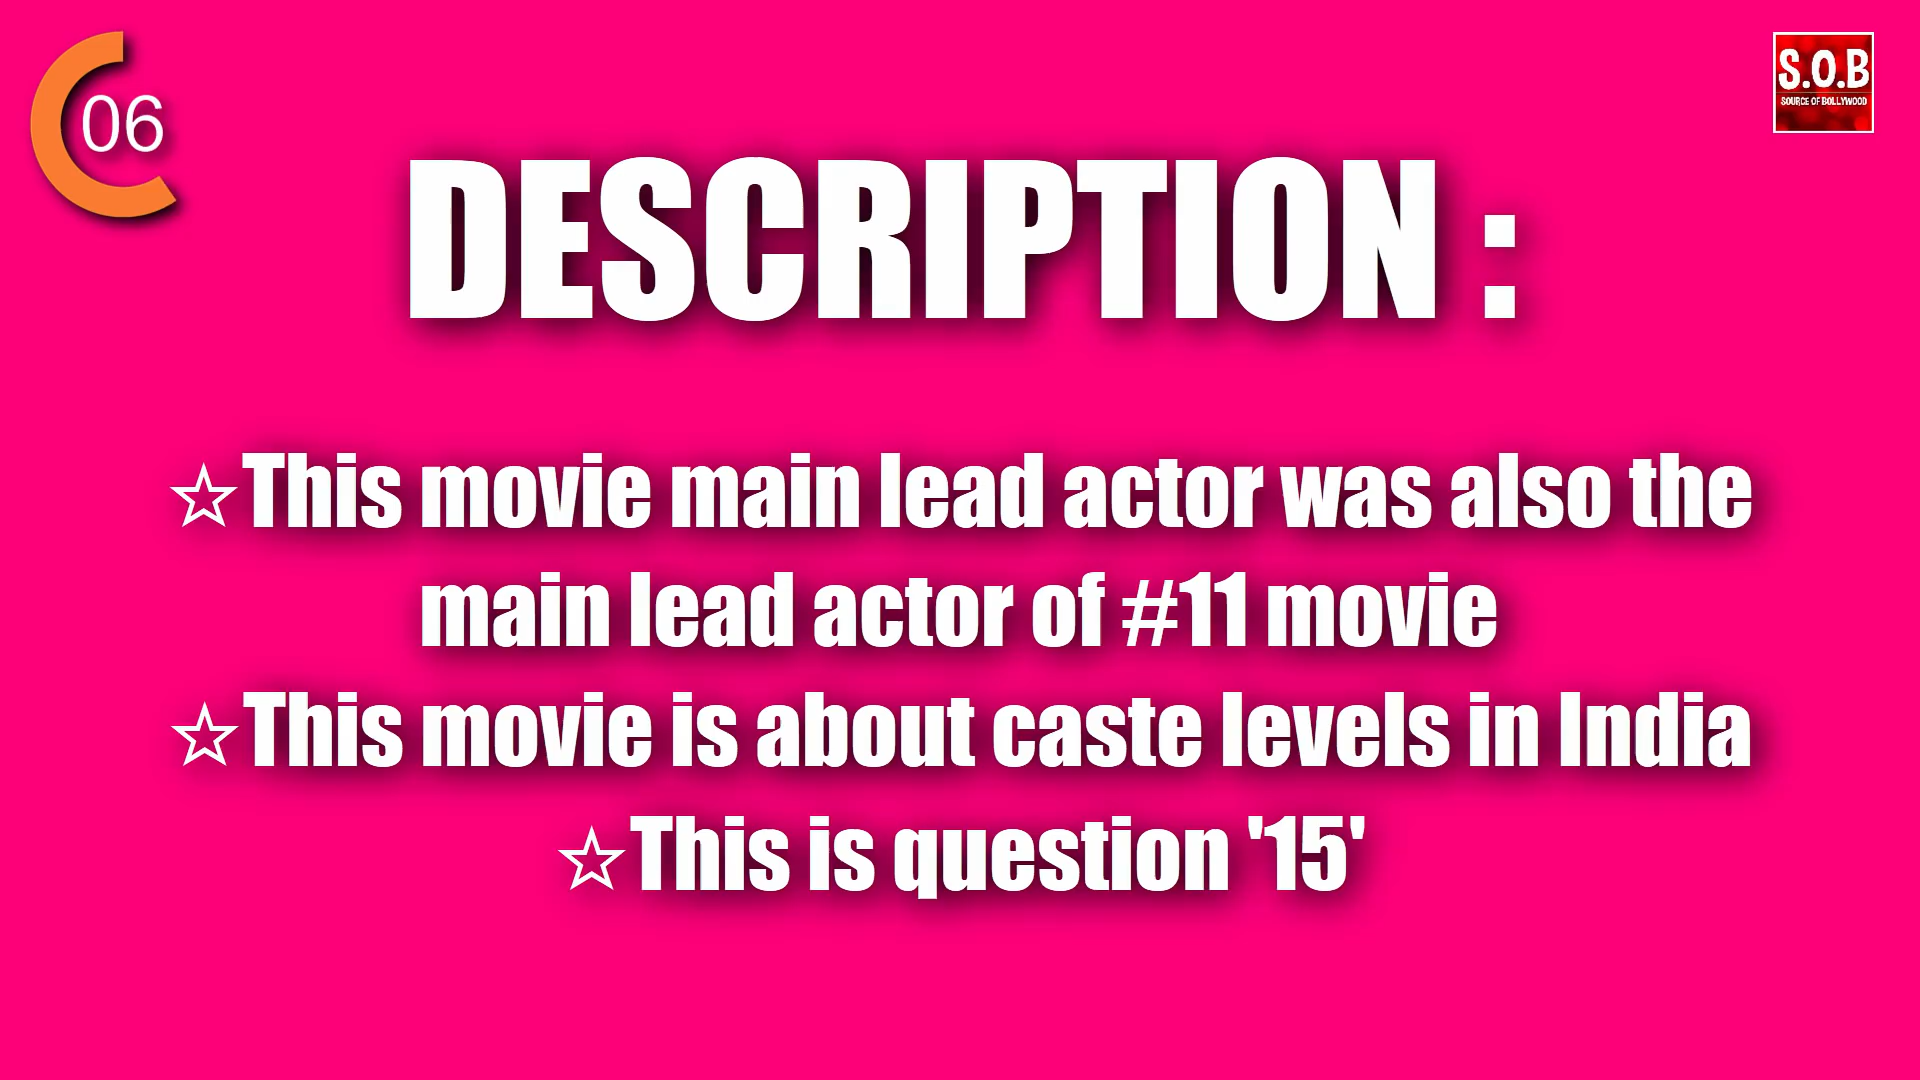 06
S.O.B
SOURCE OF BOLLYWOOD
DESCRIPTION :
☆This movie main lead actor was also the
main lead actor of #11 movie
☆This movie is about caste levels in India
☆This is question '15'